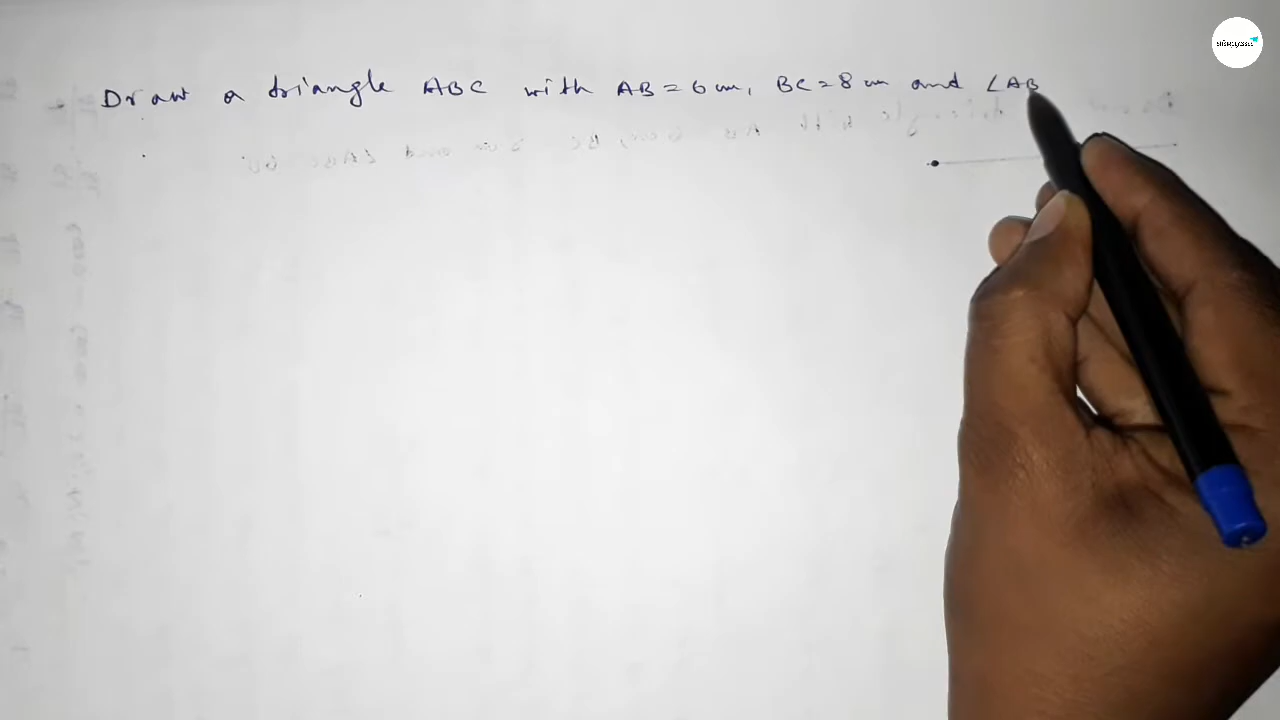 Draw a triangle ABC with AB = 6 cm, BC = 8 cm and ∠AB